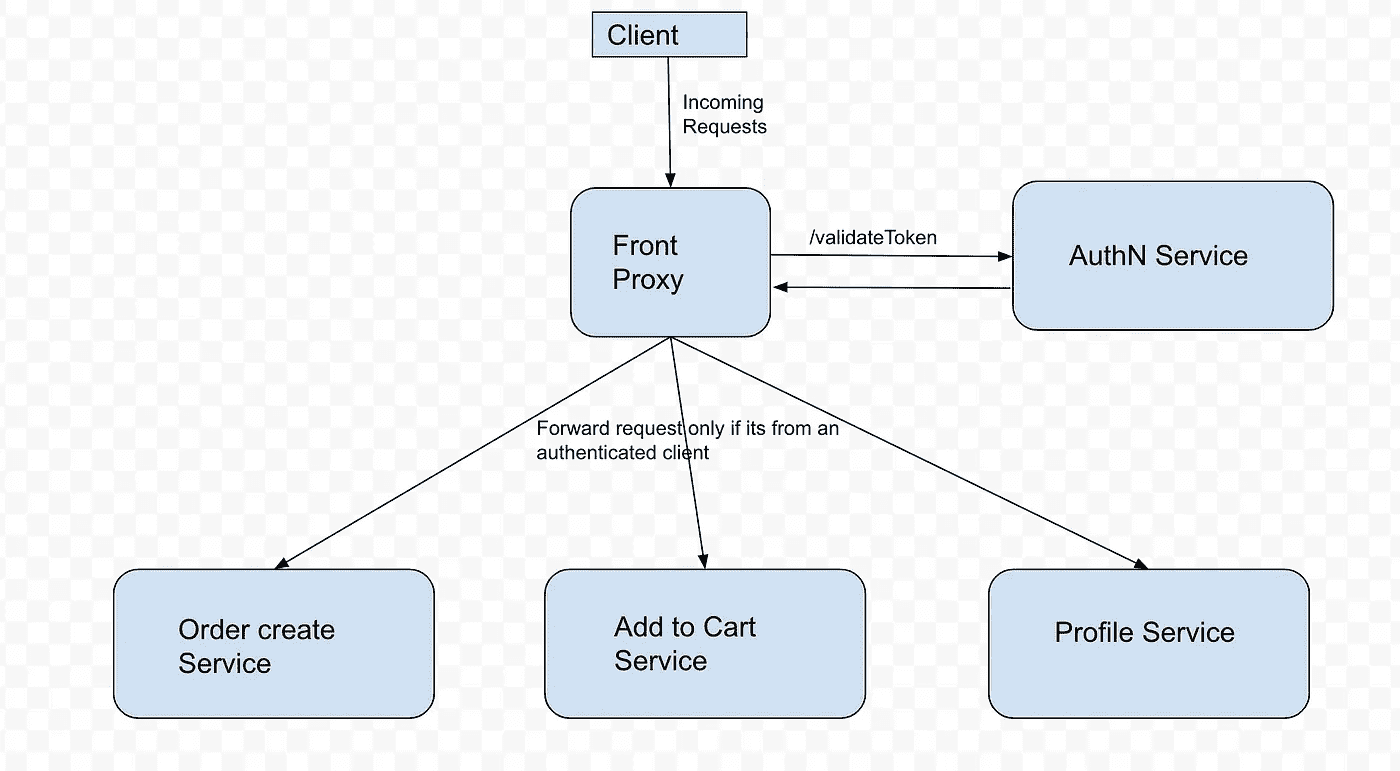 Client
Incoming
Requests
Front
Proxy
/validateToken
AuthN Service
Forward request only if its from an
authenticated client
Order create
Service
Add to Cart
Service
Profile Service